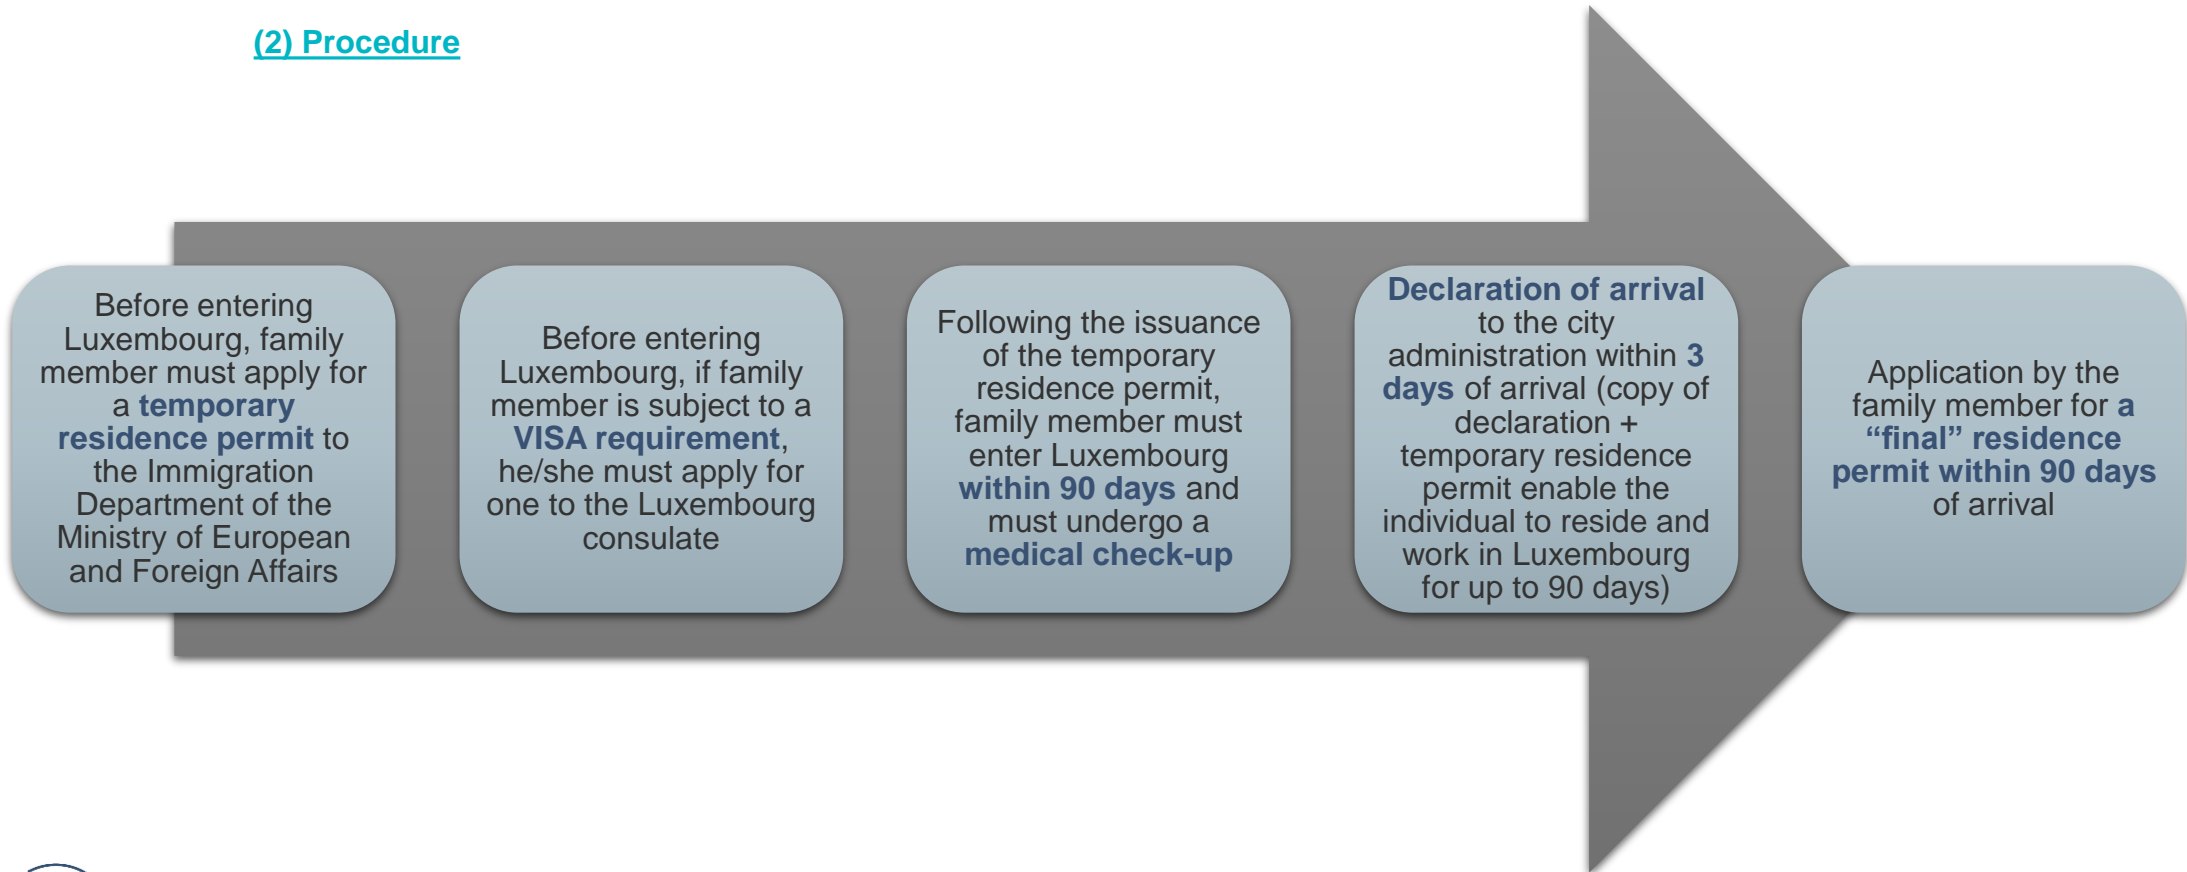 (2) Procedure
Before entering
Luxembourg, family
member must apply for
a temporary
residence permit to
the Immigration
Department of the
Ministry of European
and Foreign Affairs
Before entering
Luxembourg, if family
member is subject to a
VISA requirement,
he/she must apply for
one to the Luxembourg
consulate
Following the issuance
of the temporary
residence permit,
family member must
enter Luxembourg
within 90 days and
must undergo a
medical check-up
Declaration of arrival
to the city
administration within 3
days of arrival (copy of
declaration +
temporary residence
permit enable the
individual to reside and
work in Luxembourg
for up to 90 days)
Application by the
family member for a
“final” residence
permit within 90 days
of arrival